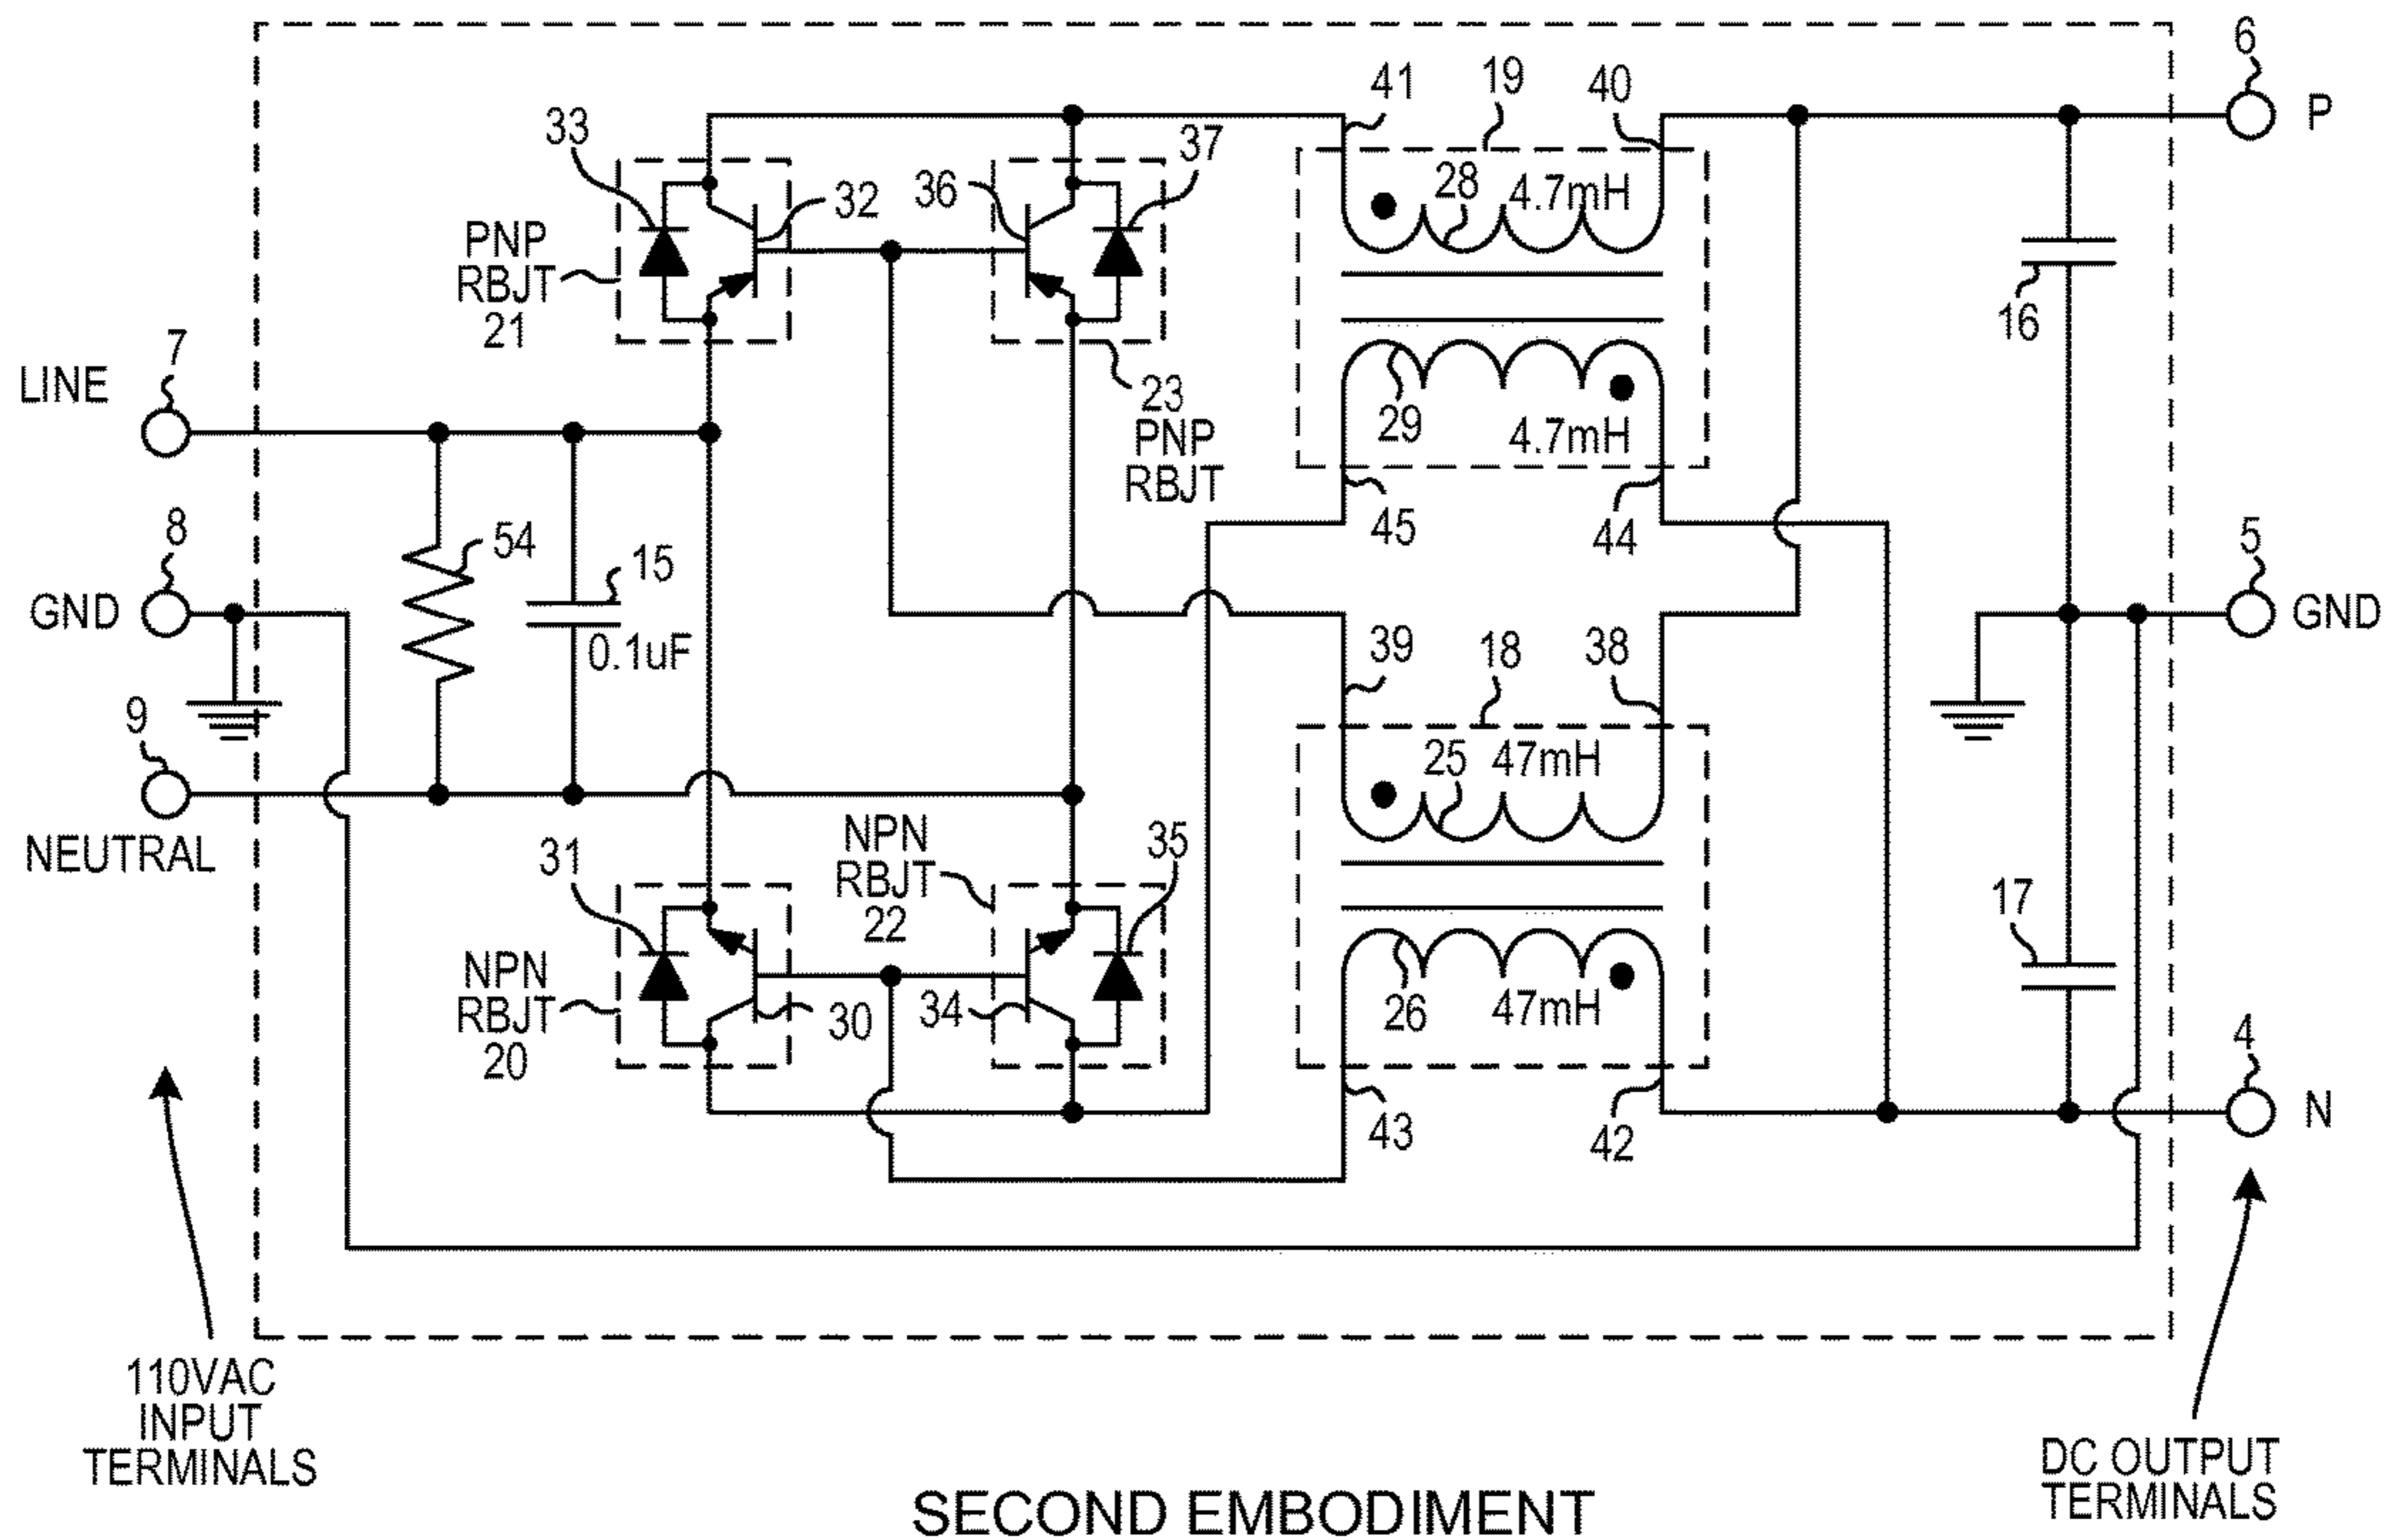 6
P
41
19
40
33
37
32
36
28
4.7mH
PNP
RBJT
21
16
7
LINE
23
PNP
RBJT
29
4.7mH
45
44
8
GND
54
15
0.1uF
5
GND
39
18
38
9
NEUTRAL
25
47mH
31
NPN
RBJT
22
35
17
NPN
RBJT
20
30
34
26
47mH
4
N
43
42
110VAC
INPUT
TERMINALS
DC OUTPUT
TERMINALS
SECOND EMBODIMENT